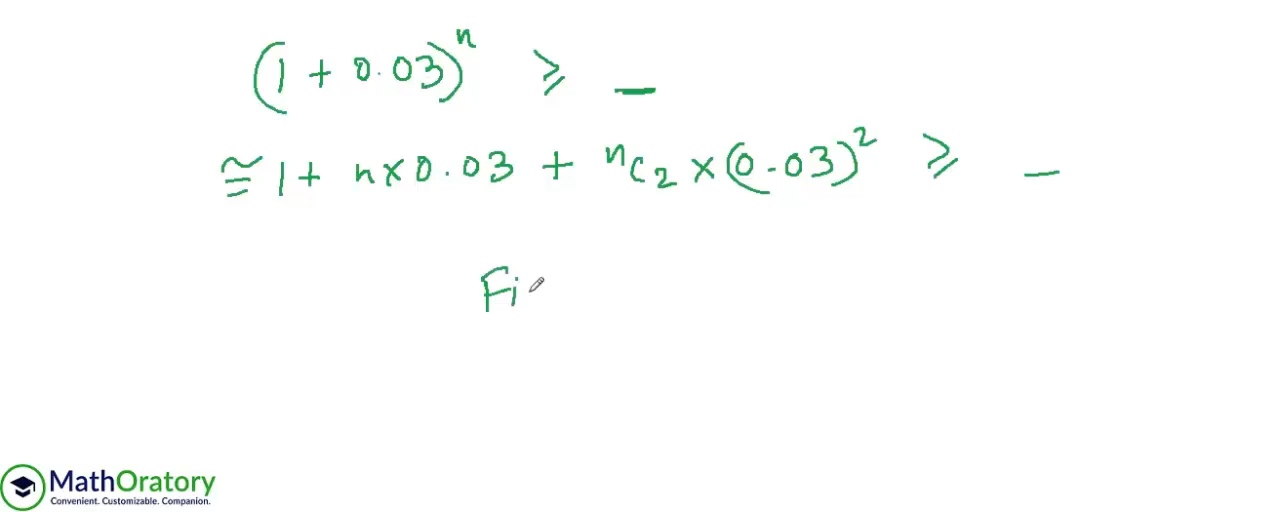 (1 + 0.03)ⁿ ⩾ _
≅ 1 + n × 0.03 + ⁿC₂ × (0.03)² ⩾ _
Fi
MathOratory
Convenient. Customizable. Companion.